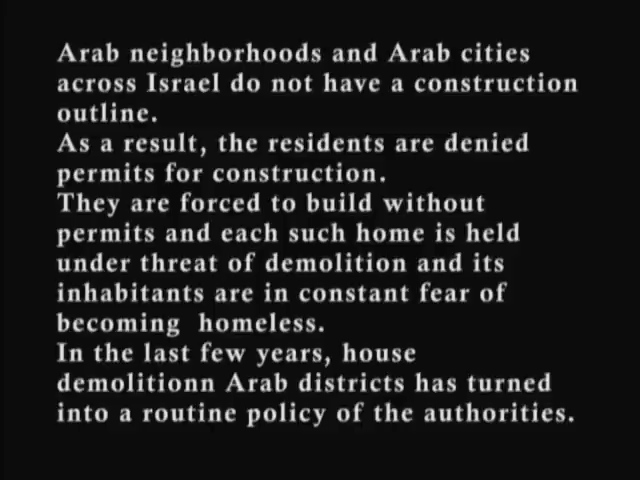 Arab neighborhoods and Arab cities
across Israel do not have a construction
outline.
As a result, the residents are denied
permits for construction.
They are forced to build without
permits and each such home is held
under threat of demolition and its
inhabitants are in constant fear of
becoming  homeless.
In the last few years, house
demolitionn Arab districts has turned
into a routine policy of the authorities.